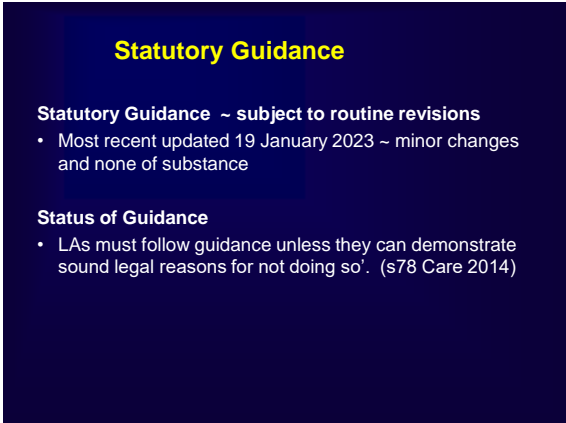 Statutory Guidance
Statutory Guidance ~ subject to routine revisions
• Most recent updated 19 January 2023 ~ minor changes
and none of substance
Status of Guidance
• LAs must follow guidance unless they can demonstrate
sound legal reasons for not doing so’. (s78 Care 2014)